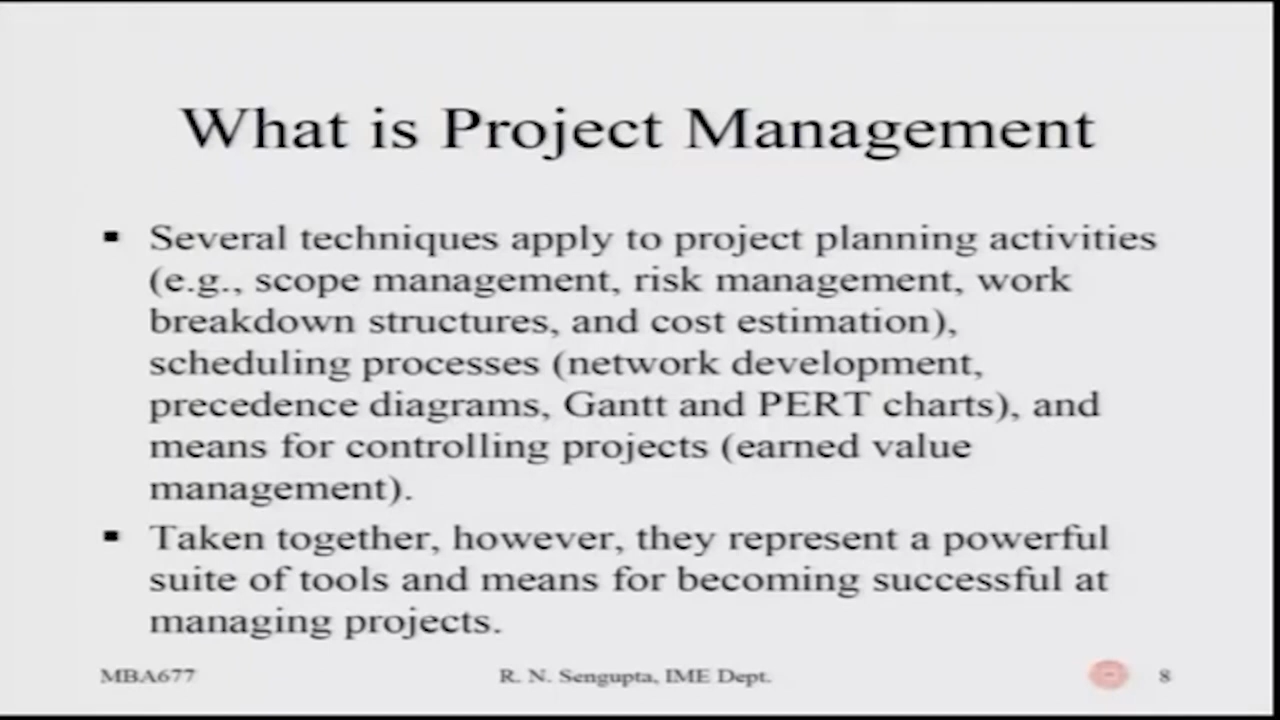 What is Project Management
▪ Several techniques apply to project planning activities
(e.g., scope management, risk management, work
breakdown structures, and cost estimation),
scheduling processes (network development,
precedence diagrams, Gantt and PERT charts), and
means for controlling projects (earned value
management).
▪ Taken together, however, they represent a powerful
suite of tools and means for becoming successful at
managing projects.
MBA677 R. N. Sengupta, IME Dept. 8